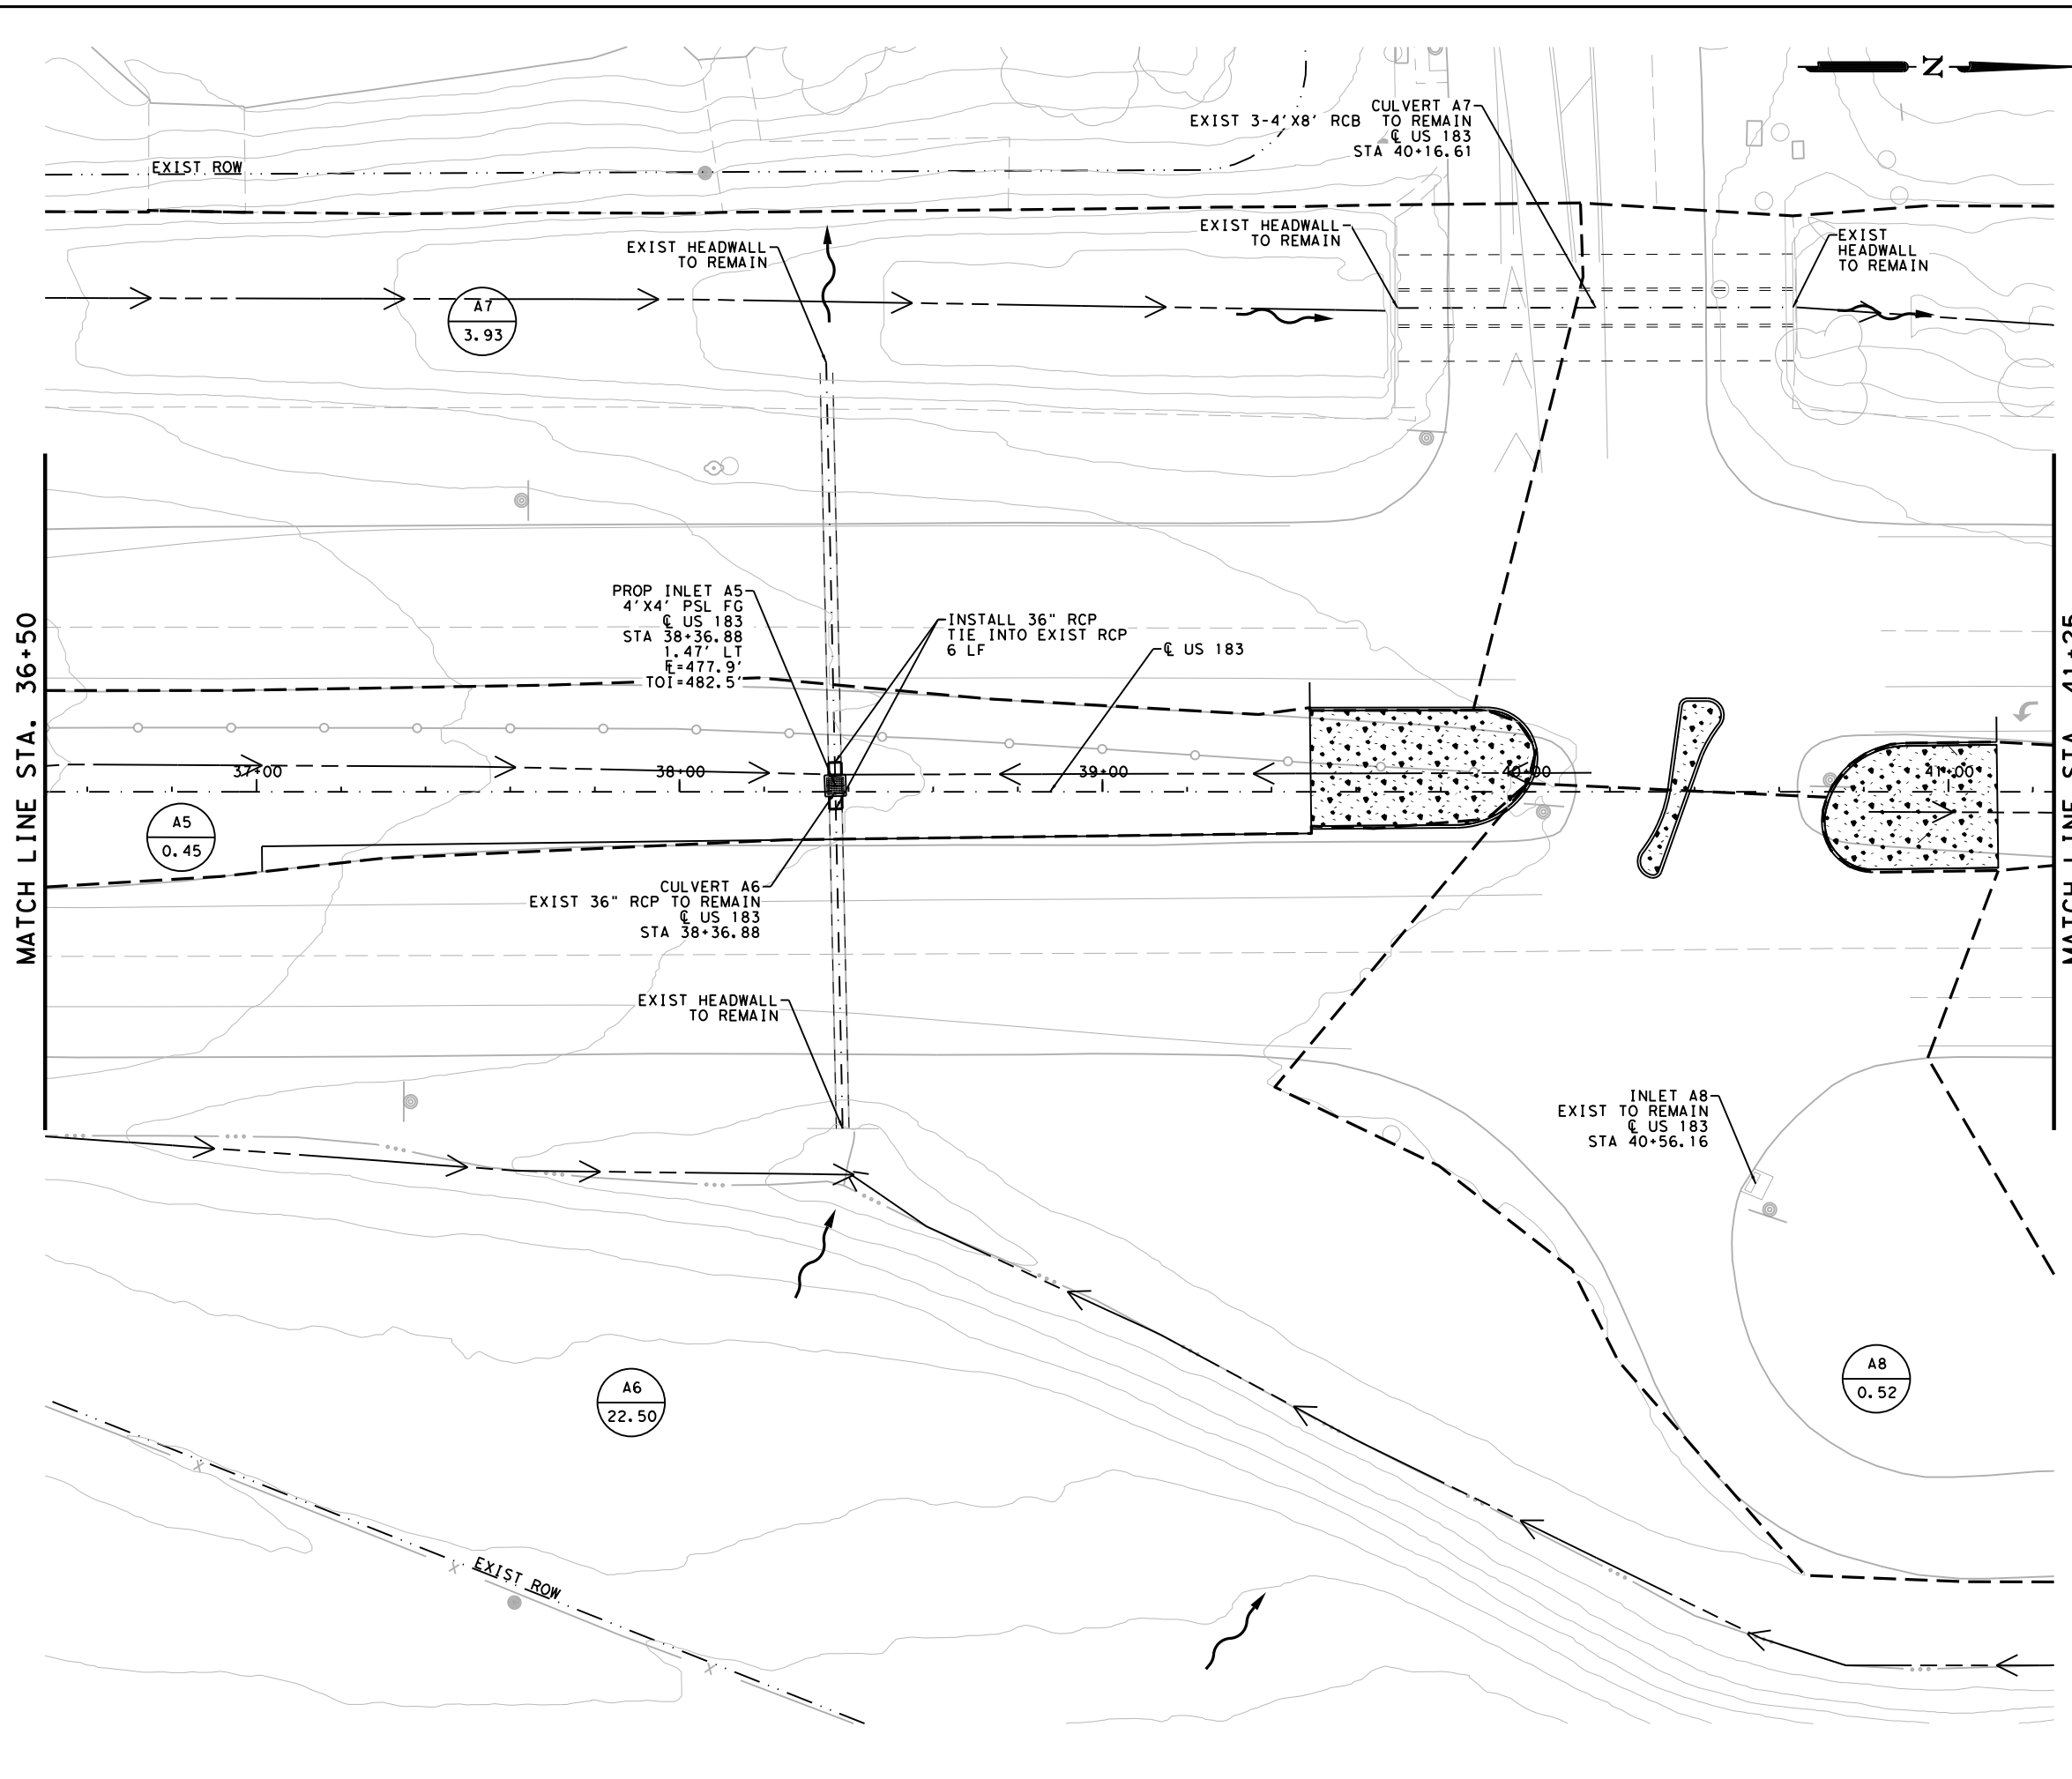 N
CULVERT A7
EXIST 3-4'X8' RCB TO REMAIN
℄ US 183
STA 40+16.61
EXIST ROW
EXIST HEADWALL
TO REMAIN
EXIST HEADWALL
TO REMAIN
EXIST
HEADWALL
TO REMAIN
A7
3.93
PROP INLET A5
4'X4' PSL FG
℄ US 183
STA 38+36.88
1.47' LT
FL=477.9'
TOI=482.5'
INSTALL 36" RCP
TIE INTO EXIST RCP
6 LF
℄ US 183
MATCH LINE STA. 36+50
37+00
38+00
39+00
40+00
41+00
MATCH LINE STA. 41+25
A5
0.45
CULVERT A6
EXIST 36" RCP TO REMAIN
℄ US 183
STA 38+36.88
EXIST HEADWALL
TO REMAIN
INLET A8
EXIST TO REMAIN
℄ US 183
STA 40+56.16
A6
22.50
A8
0.52
EXIST ROW